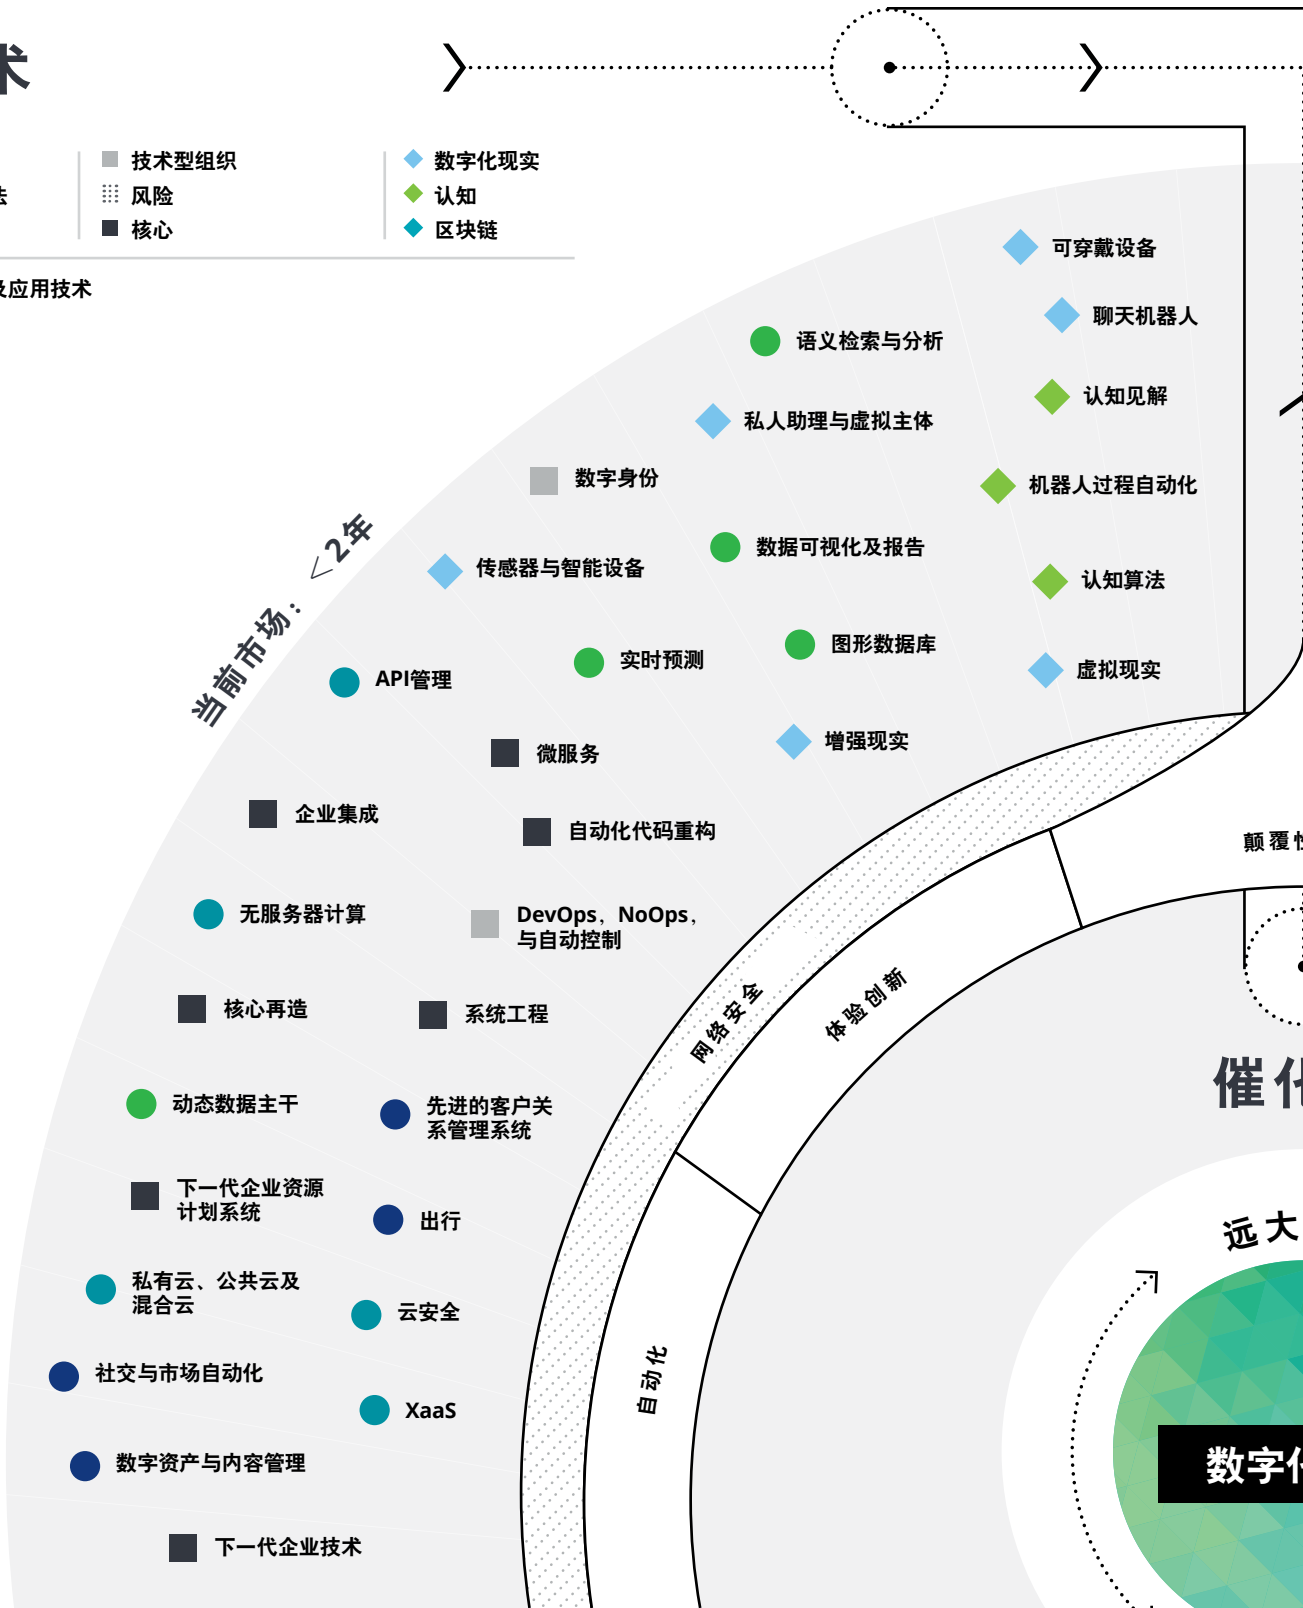 术
技术型组织
风险
核心
数字化现实
认知
区块链
法
及应用技术
当前市场：<2年
可穿戴设备
聊天机器人
语义检索与分析
认知见解
私人助理与虚拟主体
数字身份
机器人过程自动化
数据可视化及报告
传感器与智能设备
认知算法
图形数据库
实时预测
虚拟现实
API管理
增强现实
微服务
企业集成
自动化代码重构
无服务器计算
DevOps，NoOps，
与自动控制
核心再造
系统工程
动态数据主干
先进的客户关
系管理系统
下一代企业资源
计划系统
出行
私有云、公共云及
混合云
云安全
社交与市场自动化
XaaS
数字资产与内容管理
下一代企业技术
网络安全
体验创新
自动化
颠覆性
催化
远大
数字化